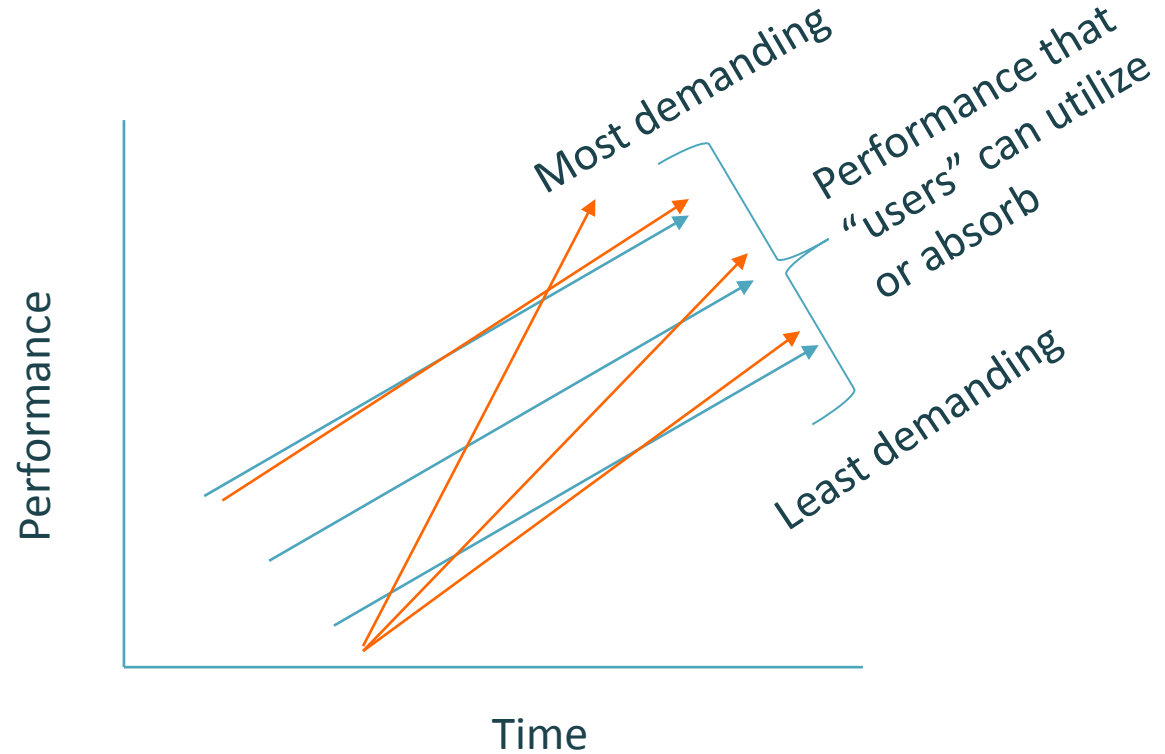 Most demanding
Performance that
“users” can utilize
or absorb
Least demanding
Performance
Time